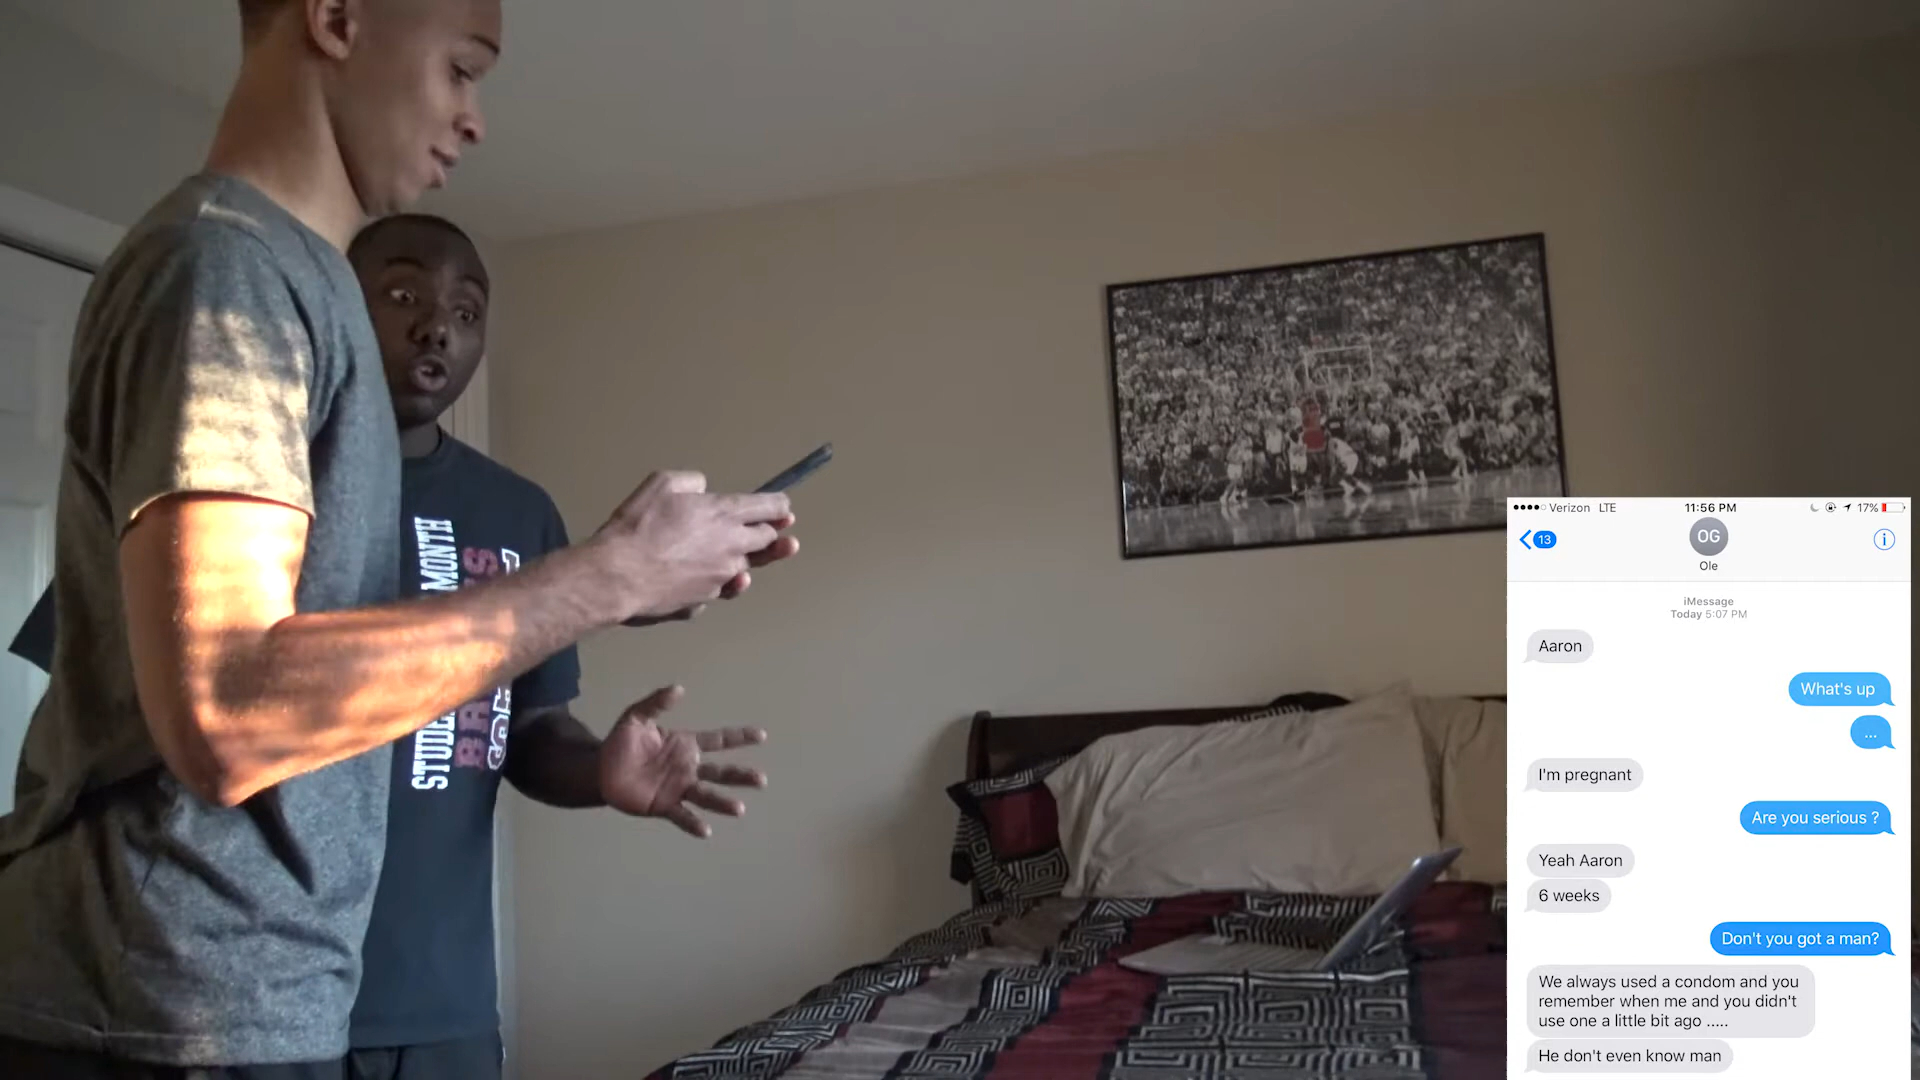 Verizon LTE 11:56 PM 17%
13
OG
Ole
iMessage
Today 5:07 PM
Aaron
What's up
...
I'm pregnant
Are you serious ?
Yeah Aaron
6 weeks
Don't you got a man?
We always used a condom and you
remember when me and you didn't
use one a little bit ago .....
He don't even know man
MONTH